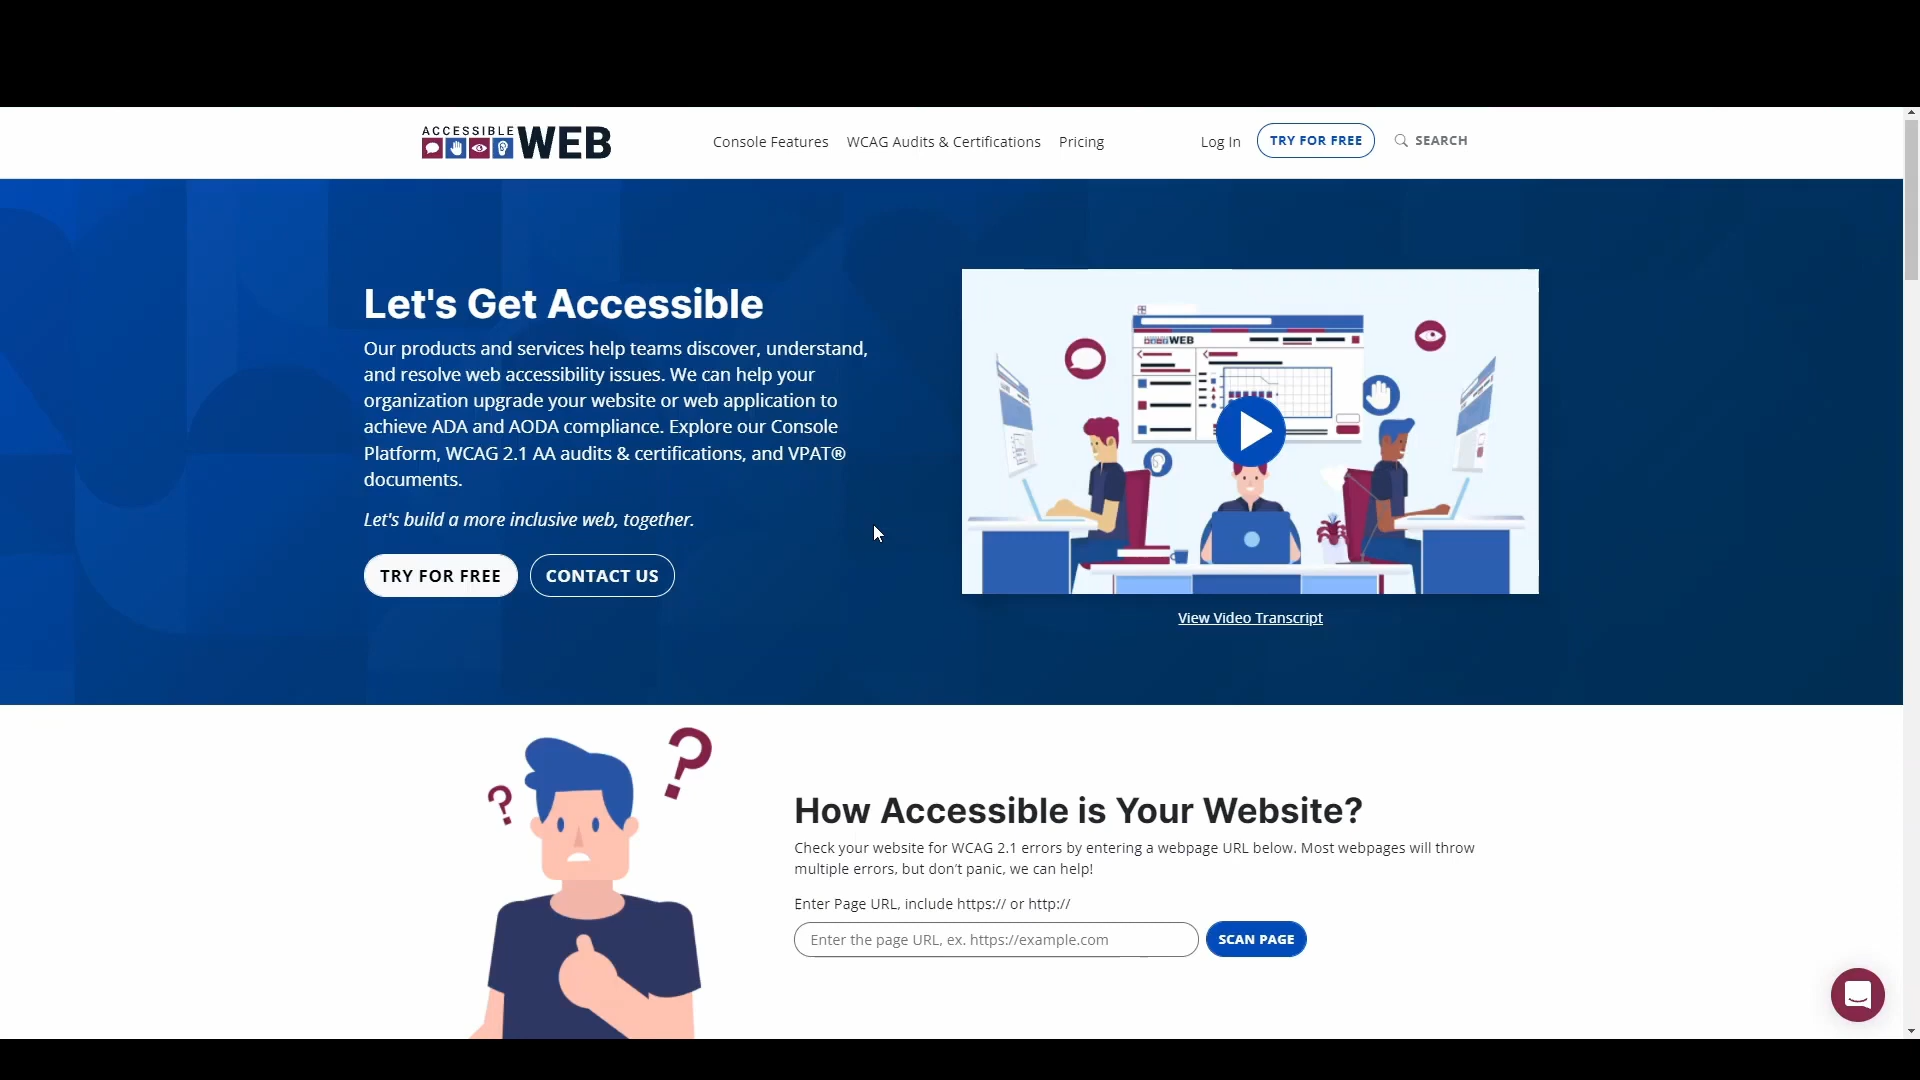 ACCESSIBLE WEB
Console Features WCAG Audits & Certifications Pricing Log In TRY FOR FREE SEARCH
Let's Get Accessible
Our products and services help teams discover, understand,
and resolve web accessibility issues. We can help your
organization upgrade your website or web application to
achieve ADA and AODA compliance. Explore our Console
Platform, WCAG 2.1 AA audits & certifications, and VPAT®
documents.
Let's build a more inclusive web, together.
TRY FOR FREE CONTACT US
WEB
View Video Transcript
? ?
How Accessible is Your Website?
Check your website for WCAG 2.1 errors by entering a webpage URL below. Most webpages will throw
multiple errors, but don’t panic, we can help!
Enter Page URL, include https:// or http://
Enter the page URL, ex. https://example.com SCAN PAGE